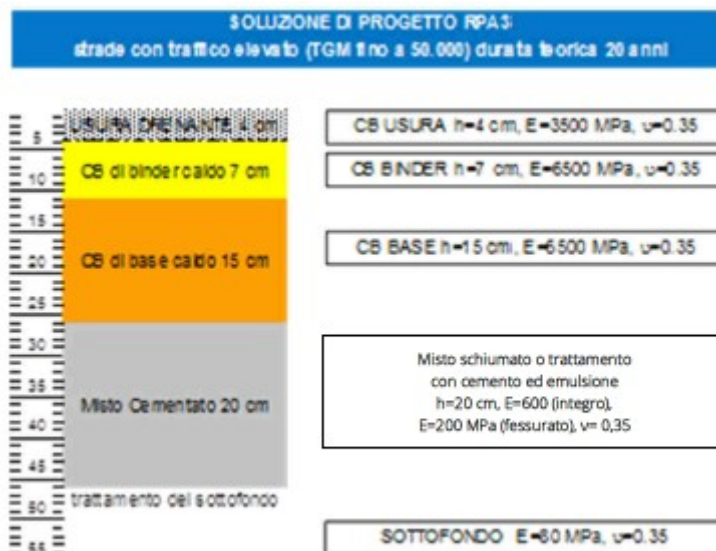 SOLUZIONE DI PROGETTO RPA3:
strade con traffico elevato (TGM fino a 50.000) durata teorica 20 anni
USURA DRENANTE 4 cm
CB USURA h=4 cm, E=3500 MPa, υ=0.35
5
CB di binder caldo 7 cm
CB BINDER h=7 cm, E=6500 MPa, υ=0.35
10
15
CB BASE h=15 cm, E=6500 MPa, υ=0.35
20
CB di base caldo 15 cm
25
30
Misto schiumato o trattamento
con cemento ed emulsione
h=20 cm, E=600 (integro),
E=200 MPa (fessurato), ν= 0,35
35
Misto Cementato 20 cm
40
45
50
trattamento del sottofondo
55
SOTTOFONDO E=80 MPa, υ=0.35